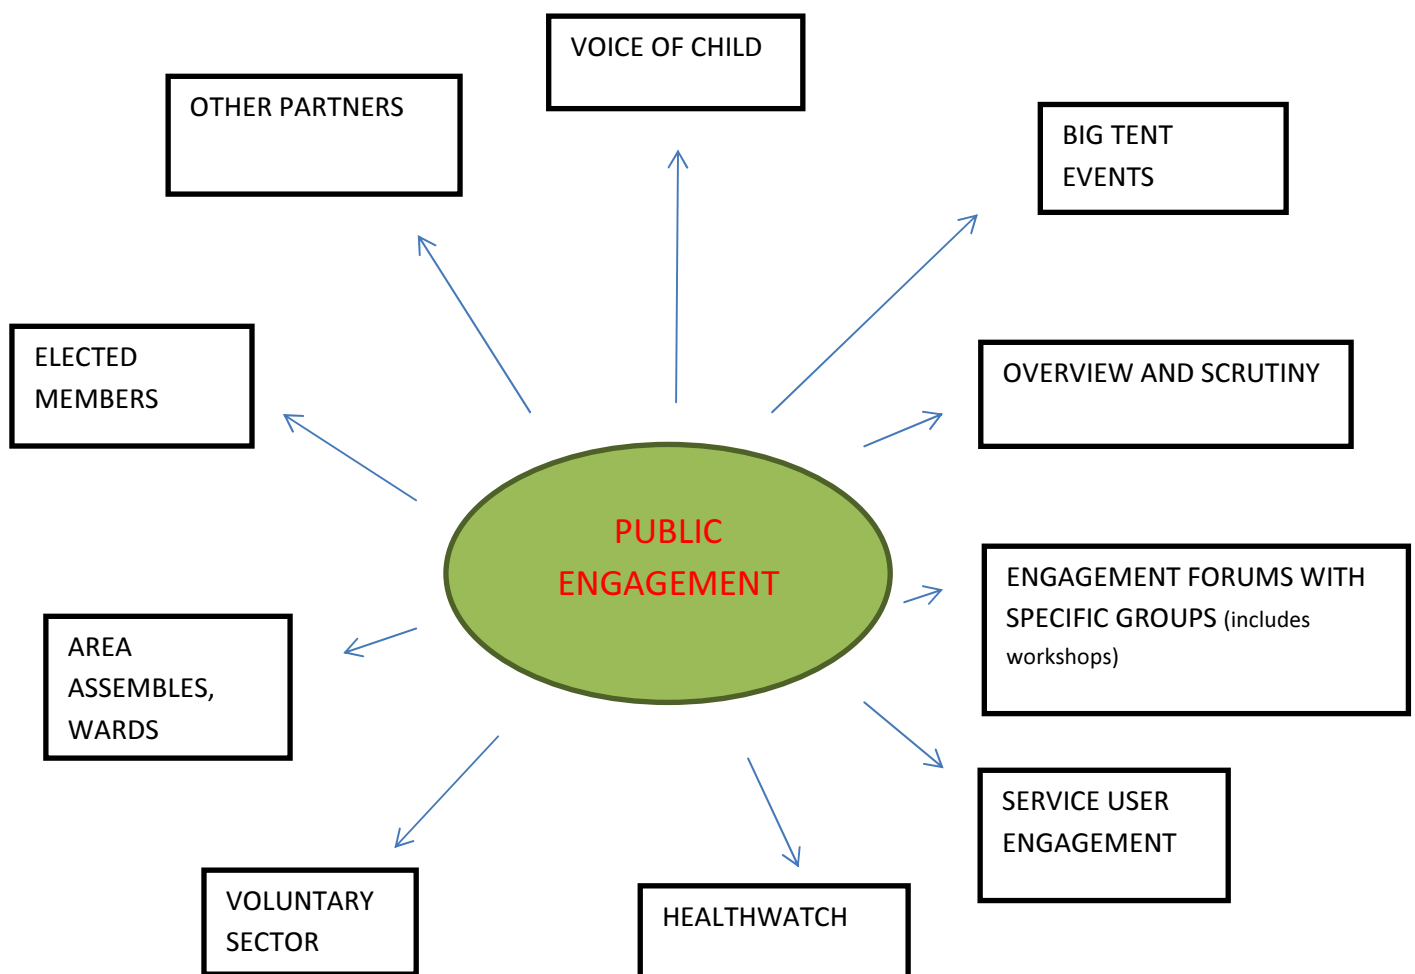 VOICE OF CHILD
OTHER PARTNERS
BIG TENT
EVENTS
ELECTED
MEMBERS
OVERVIEW AND SCRUTINY
PUBLIC
ENGAGEMENT
ENGAGEMENT FORUMS WITH
SPECIFIC GROUPS (includes
workshops)
AREA
ASSEMBLES,
WARDS
SERVICE USER
ENGAGEMENT
VOLUNTARY
SECTOR
HEALTHWATCH